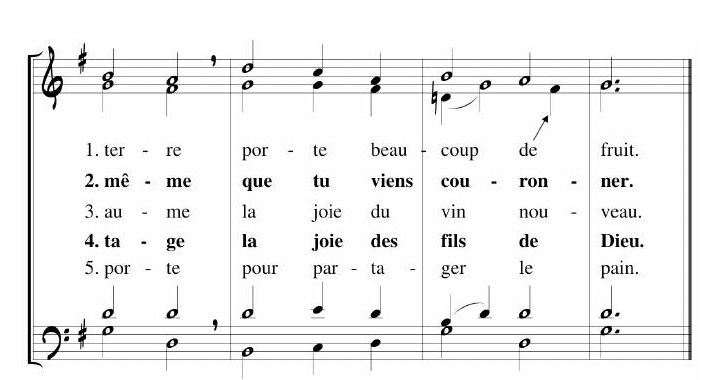 1. ter - re por - te beau - coup de fruit.
2. mê - me que tu viens cou - ron - ner.
3. au - me la joie du vin nou - veau.
4. ta - ge la joie des fils de Dieu.
5. por - te pour par - ta - ger le pain.